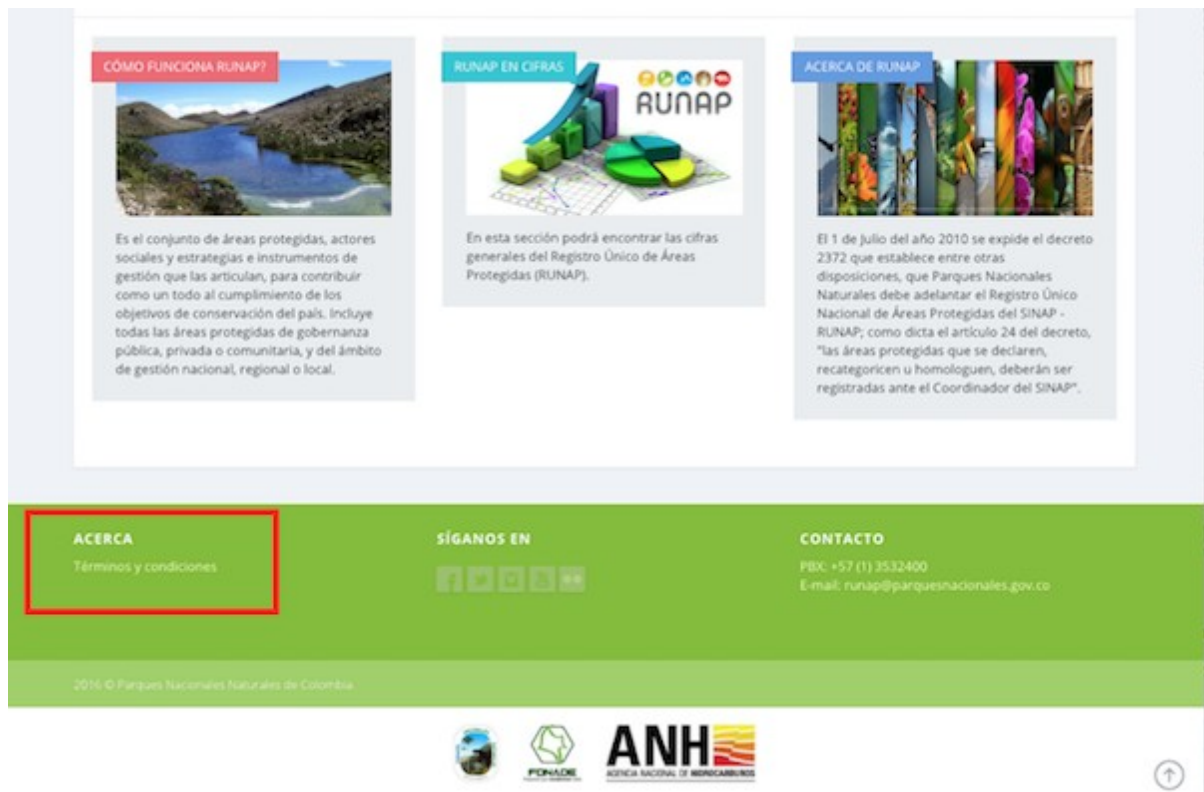 CÓMO FUNCIONA RUNAP?
Es el conjunto de áreas protegidas, actores
sociales y estrategias e instrumentos de
gestión que las articulan, para contribuir
como un todo al cumplimiento de los
objetivos de conservación del país. Incluye
todas las áreas protegidas de gobernanza
pública, privada o comunitaria, y del ámbito
de gestión nacional, regional o local.
RUNAP EN CIFRAS
RUNAP
En esta sección podrá encontrar las cifras
generales del Registro Único de Áreas
Protegidas (RUNAP).
ACERCA DE RUNAP
El 1 de Julio del año 2010 se expide el decreto
2372 que establece entre otras
disposiciones, que Parques Nacionales
Naturales debe adelantar el Registro Único
Nacional de Áreas Protegidas del SINAP -
RUNAP; como dicta el artículo 24 del decreto,
"las áreas protegidas que se declaren,
recategoricen u homologuen, deberán ser
registradas ante el Coordinador del SINAP".
ACERCA
Términos y condiciones
SÍGANOS EN
CONTACTO
PBX: +57 (1) 3532400
E-mail: runap@parquesnacionales.gov.co
2016 © Parques Nacionales Naturales de Colombia
FONADE
ANH
AGENCIA NACIONAL DE HIDROCARBUROS